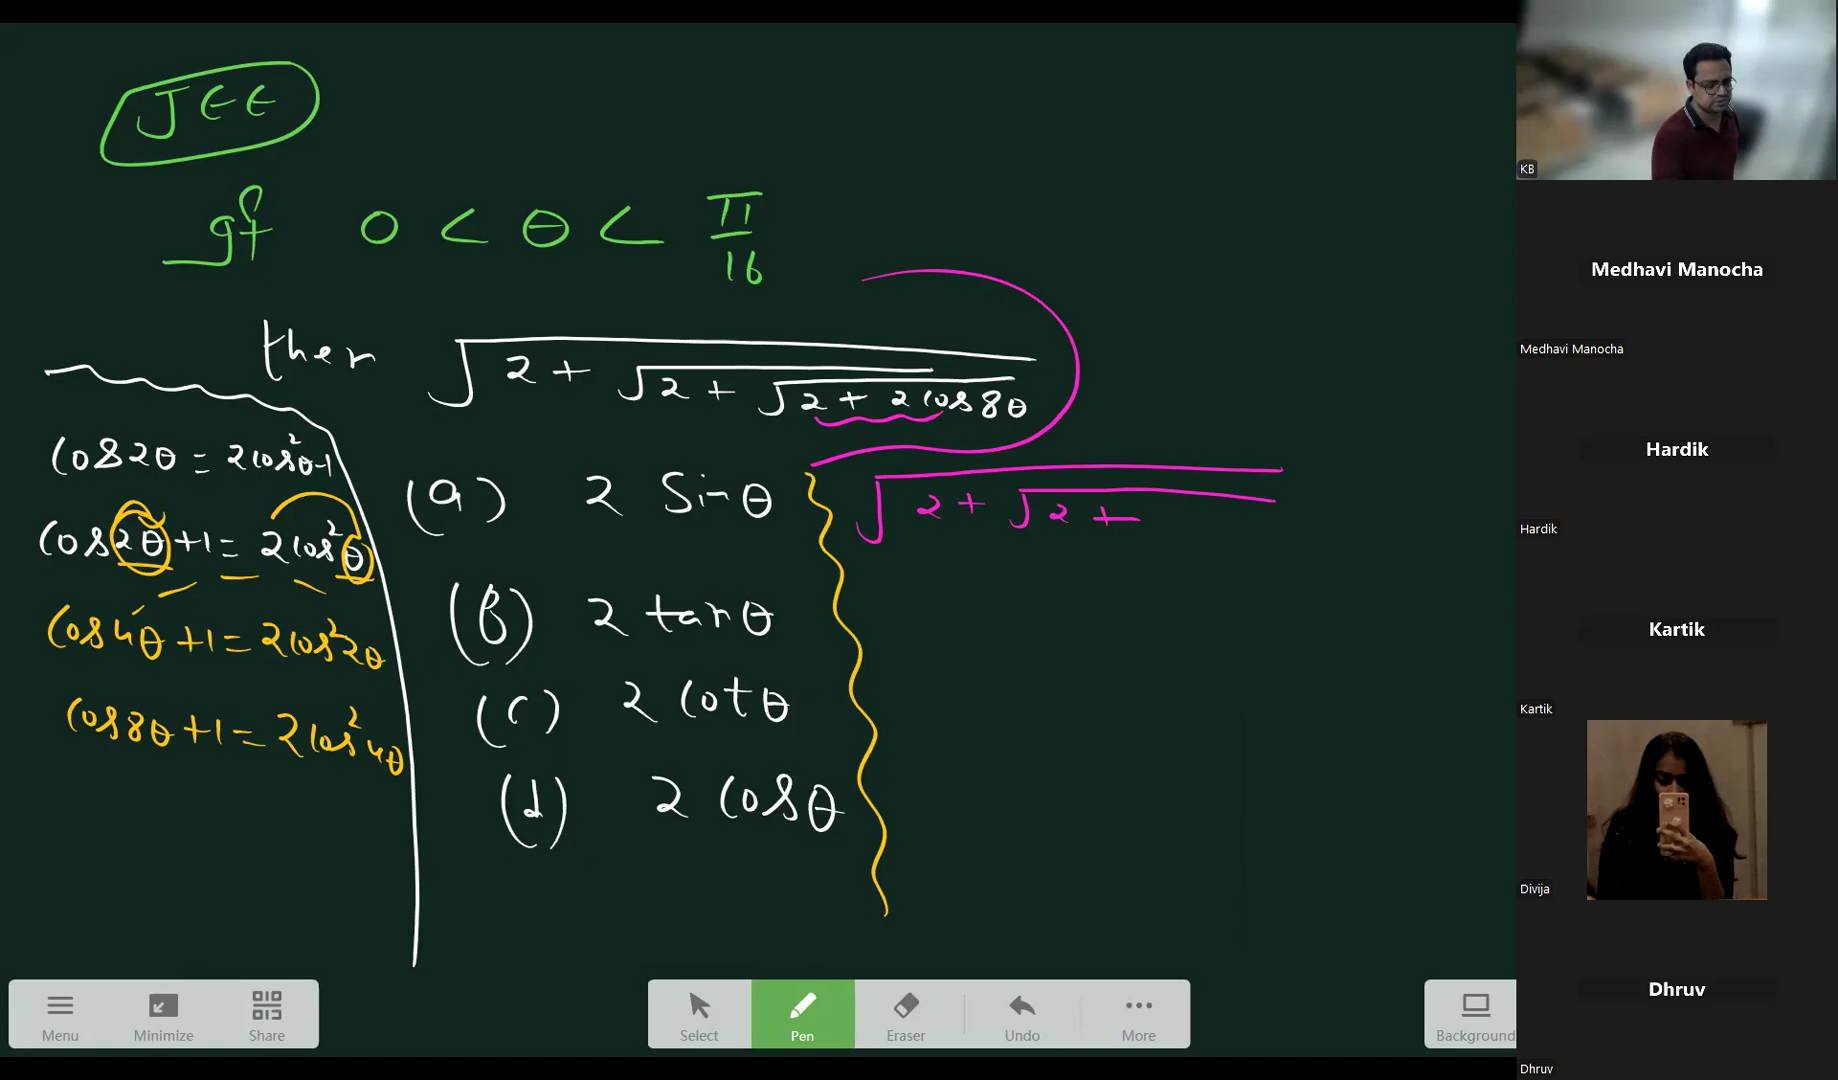 JEE
If 0 < θ < π/16
then √(2 + √(2 + √(2 + 2cos8θ)))
cos2θ = 2cos²θ-1
cos2θ + 1 = 2cos²θ
cos4θ + 1 = 2cos²2θ
cos8θ + 1 = 2cos²4θ
(a) 2 sinθ
(b) 2 tanθ
(c) 2 cotθ
(d) 2 cosθ
√(2 + √(2 +
KB
Medhavi Manocha
Medhavi Manocha
Hardik
Hardik
Kartik
Kartik
Divija
Dhruv
Dhruv
Menu
Minimize
Share
Select
Pen
Eraser
Undo
More
Background